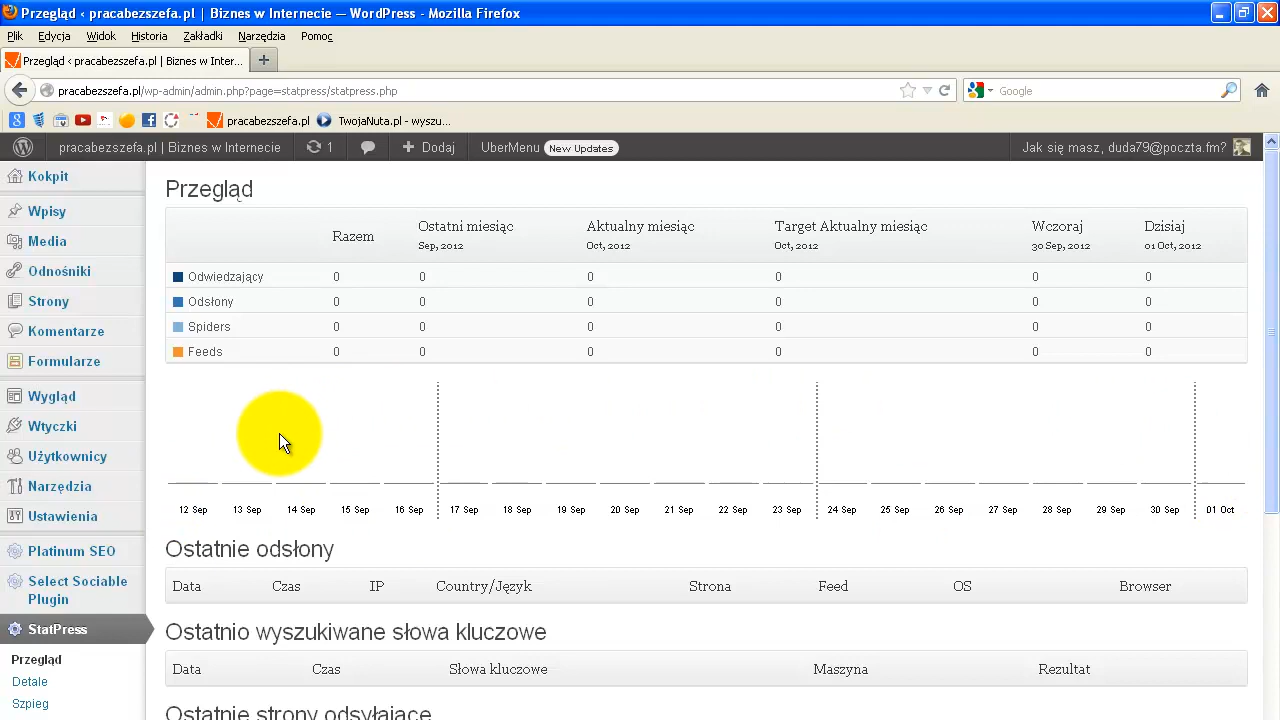 Przegląd ‹ pracabezszefa.pl | Biznes w Internecie — WordPress - Mozilla Firefox
Plik Edycja Widok Historia Zakładki Narzędzia Pomoc
Przegląd ‹ pracabezszefa.pl | Biznes w Inter...
pracabezszefa.pl/wp-admin/admin.php?page=statpress/statpress.php Google
pracabezszefa.pl TwojaNuta.pl - wyszu...
pracabezszefa.pl | Biznes w Internecie 1 Dodaj UberMenu New Updates Jak się masz, duda79@poczta.fm?
Kokpit
Wpisy
Media
Odnośniki
Strony
Komentarze
Formularze
Wygląd
Wtyczki
Użytkownicy
Narzędzia
Ustawienia
Platinum SEO
Select Sociable
Plugin
StatPress
Przegląd
Detale
Szpieg
Przegląd
Razem Ostatni miesiąc Aktualny miesiąc Target Aktualny miesiąc Wczoraj Dzisiaj
Sep, 2012 Oct, 2012 Oct, 2012 30 Sep, 2012 01 Oct, 2012
Odwiedzający 0 0 0 0 0 0
Odsłony 0 0 0 0 0 0
Spiders 0 0 0 0 0 0
Feeds 0 0 0 0 0 0
12 Sep 13 Sep 14 Sep 15 Sep 16 Sep 17 Sep 18 Sep 19 Sep 20 Sep 21 Sep 22 Sep 23 Sep 24 Sep 25 Sep 26 Sep 27 Sep 28 Sep 29 Sep 30 Sep 01 Oct
Ostatnie odsłony
Data Czas IP Country/Język Strona Feed OS Browser
Ostatnio wyszukiwane słowa kluczowe
Data Czas Słowa kluczowe Maszyna Rezultat
Ostatnie strony odsyłające